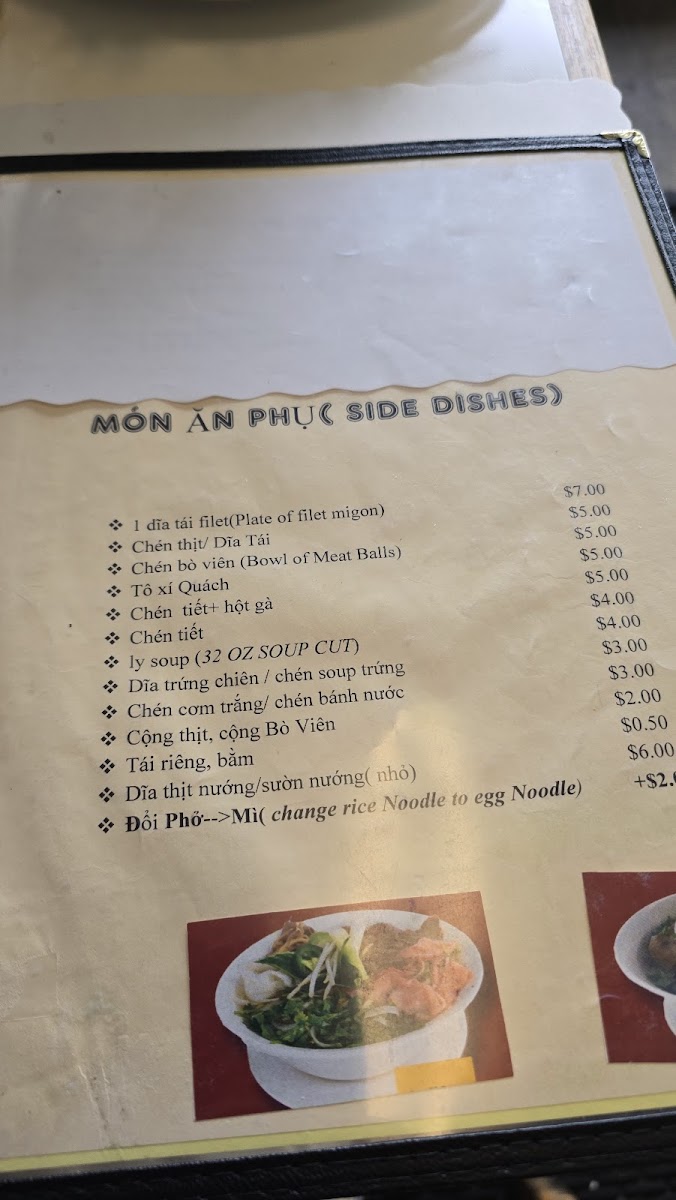 MÓN ĂN PHỤ( SIDE DISHES)
❖ 1 dĩa tái filet(Plate of filet migon) $7.00
❖ Chén thịt/ Dĩa Tái $5.00
❖ Chén bò viên (Bowl of Meat Balls) $5.00
❖ Tô xí Quách $5.00
❖ Chén tiết+ hột gà $5.00
❖ Chén tiết $4.00
❖ ly soup (32 OZ SOUP CUT) $4.00
❖ Dĩa trứng chiên / chén soup trứng $3.00
❖ Chén cơm trắng/ chén bánh nước $3.00
❖ Cộng thịt, cộng Bò Viên $2.00
❖ Tái riêng, bằm $0.50
❖ Dĩa thịt nướng/sườn nướng( nhỏ) $6.00
❖ Đổi Phở-->Mì( change rice Noodle to egg Noodle) +$2.